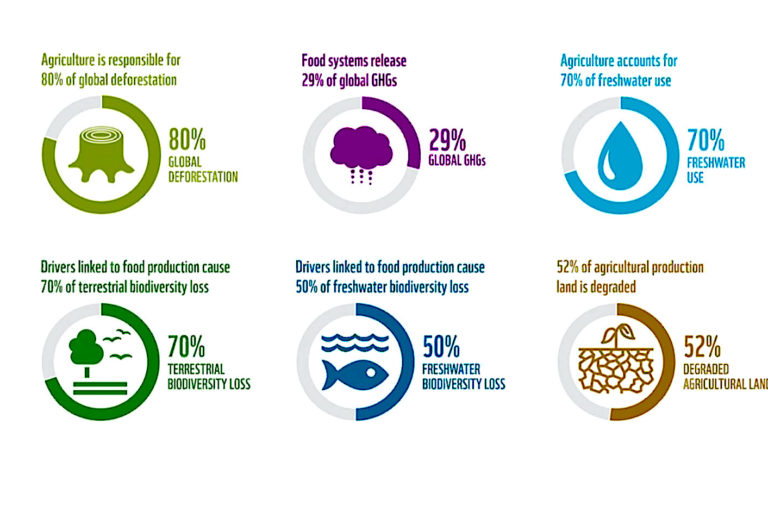 Agriculture is responsible for
80% of global deforestation
80%
GLOBAL
DEFORESTATION
Food systems release
29% of global GHGs
29%
GLOBAL GHGs
Agriculture accounts for
70% of freshwater use
70%
FRESHWATER
USE
Drivers linked to food production cause
70% of terrestrial biodiversity loss
70%
TERRESTRIAL
BIODIVERSITY LOSS
Drivers linked to food production cause
50% of freshwater biodiversity loss
50%
FRESHWATER
BIODIVERSITY LOSS
52% of agricultural production
land is degraded
52%
DEGRADED
AGRICULTURAL LAND